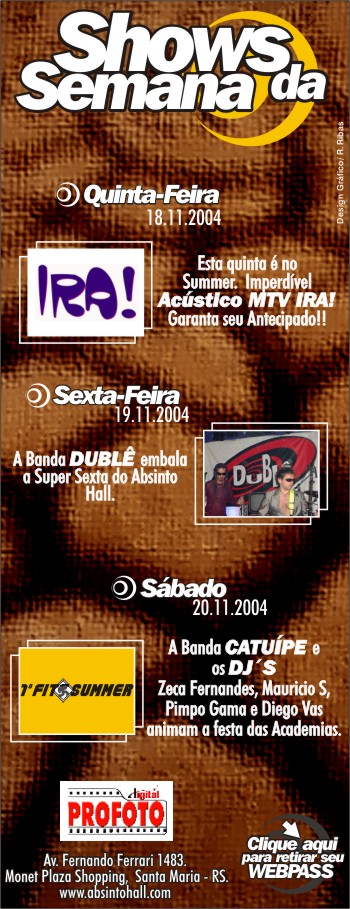 Shows
da
Semana
Design Gráfico/ R. Ribas
Quinta-Feira
18.11.2004
IRA!
Esta quinta é no
Summer. Imperdível
Acústico MTV IRA!
Garanta seu Antecipado!!
Sexta-Feira
19.11.2004
A Banda DUBLÊ embala
a Super Sexta do Absinto
Hall.
DUBL
Sábado
20.11.2004
1º FIT SUMMER
A Banda CATUÍPE e
os DJ´S
Zeca Fernandes, Mauricio S,
Pimpo Gama e Diego Vas
animam a festa das Academias.
digital
PROFOTO
Av. Fernando Ferrari 1483.
Monet Plaza Shopping, Santa Maria - RS.
www.absintohall.com
Clique aqui
para retirar seu
WEBPASS